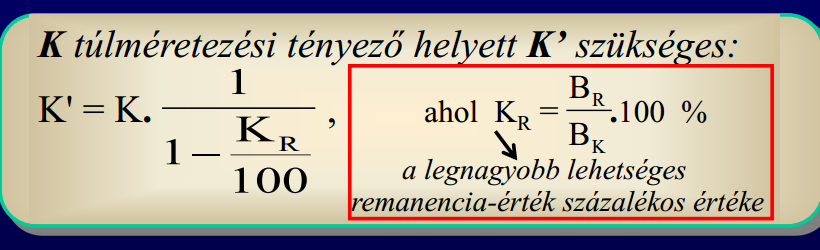 K túlméretezési tényező helyett K’ szükséges:
K' = K. 1 / (1 − K_R / 100) , ahol K_R = B_R / B_K .100 %
a legnagyobb lehetséges
remanencia-érték százalékos értéke